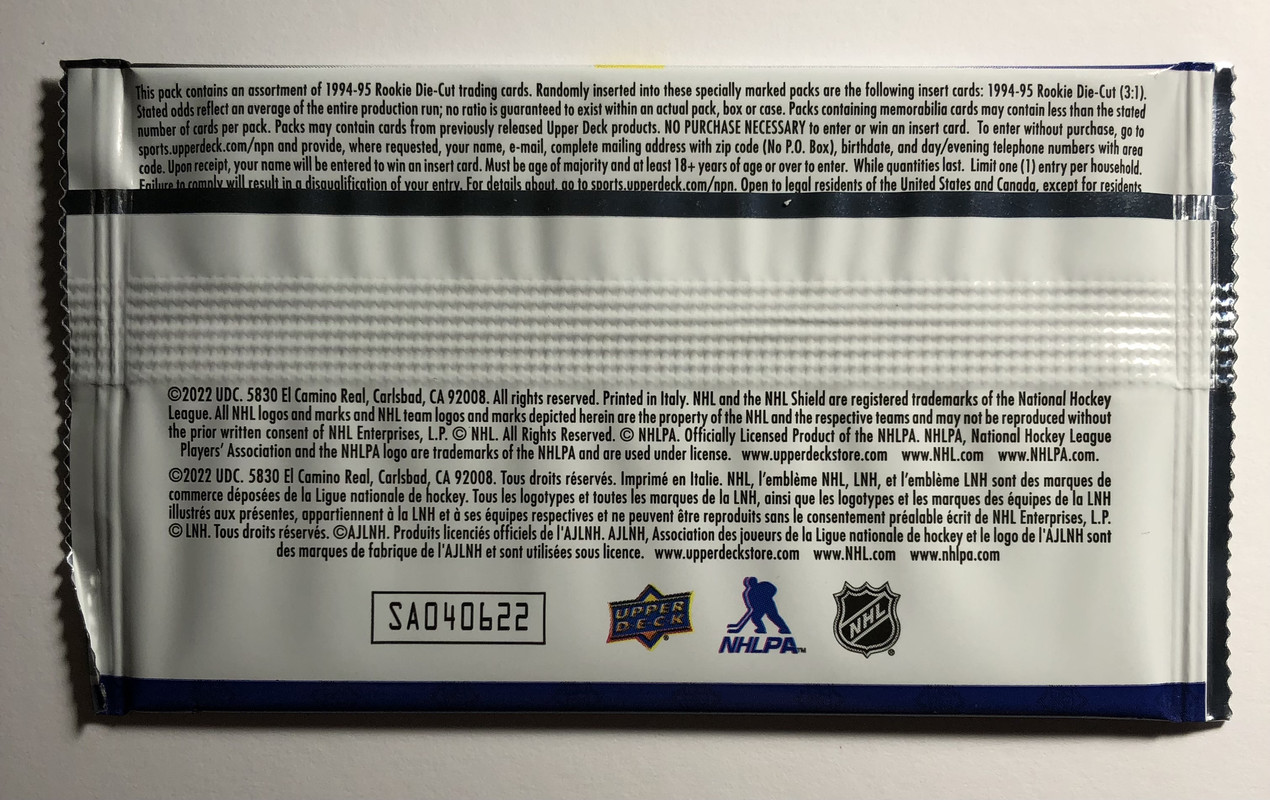 This pack contains an assortment of 1994-95 Rookie Die-Cut trading cards. Randomly inserted into these specially marked packs are the following insert cards: 1994-95 Rookie Die-Cut (3:1).
Stated odds reflect an average of the entire production run; no ratio is guaranteed to exist within an actual pack, box or case. Packs containing memorabilia cards may contain less than the stated
number of cards per pack. Packs may contain cards from previously released Upper Deck products. NO PURCHASE NECESSARY to enter or win an insert card. To enter without purchase, go to
sports.upperdeck.com/npn and provide, where requested, your name, e-mail, complete mailing address with zip code (No P.O. Box), birthdate, and day/evening telephone numbers with area
code. Upon receipt, your name will be entered to win an insert card. Must be age of majority and at least 18+ years of age or over to enter. While quantities last. Limit one (1) entry per household.
Failure to comply will result in a disqualification of your entry. For details about, go to sports.upperdeck.com/npn. Open to legal residents of the United States and Canada, except for residents
©2022 UDC. 5830 El Camino Real, Carlsbad, CA 92008. All rights reserved. Printed in Italy. NHL and the NHL Shield are registered trademarks of the National Hockey
League. All NHL logos and marks and NHL team logos and marks depicted herein are the property of the NHL and the respective teams and may not be reproduced without
the prior written consent of NHL Enterprises, L.P. © NHL. All Rights Reserved. © NHLPA. Officially Licensed Product of the NHLPA. NHLPA, National Hockey League
Players' Association and the NHLPA logo are trademarks of the NHLPA and are used under license. www.upperdeckstore.com www.NHL.com www.NHLPA.com.
©2022 UDC. 5830 El Camino Real, Carlsbad, CA 92008. Tous droits réservés. Imprimé en Italie. NHL, l'emblème NHL, LNH, et l'emblème LNH sont des marques de
commerce déposées de la Ligue nationale de hockey. Tous les logotypes et toutes les marques de la LNH, ainsi que les logotypes et les marques des équipes de la LNH
illustrés aux présentes, appartiennent à la LNH et à ses équipes respectives et ne peuvent être reproduits sans le consentement préalable écrit de NHL Enterprises, L.P.
© LNH. Tous droits réservés. ©AJLNH. Produits licenciés officiels de l'AJLNH. AJLNH, Association des joueurs de la Ligue nationale de hockey et le logo de l'AJLNH sont
des marques de fabrique de l'AJLNH et sont utilisées sous licence. www.upperdeckstore.com www.NHL.com www.nhlpa.com
SA040622
UPPER DECK ®
NHLPA™
NHL ®